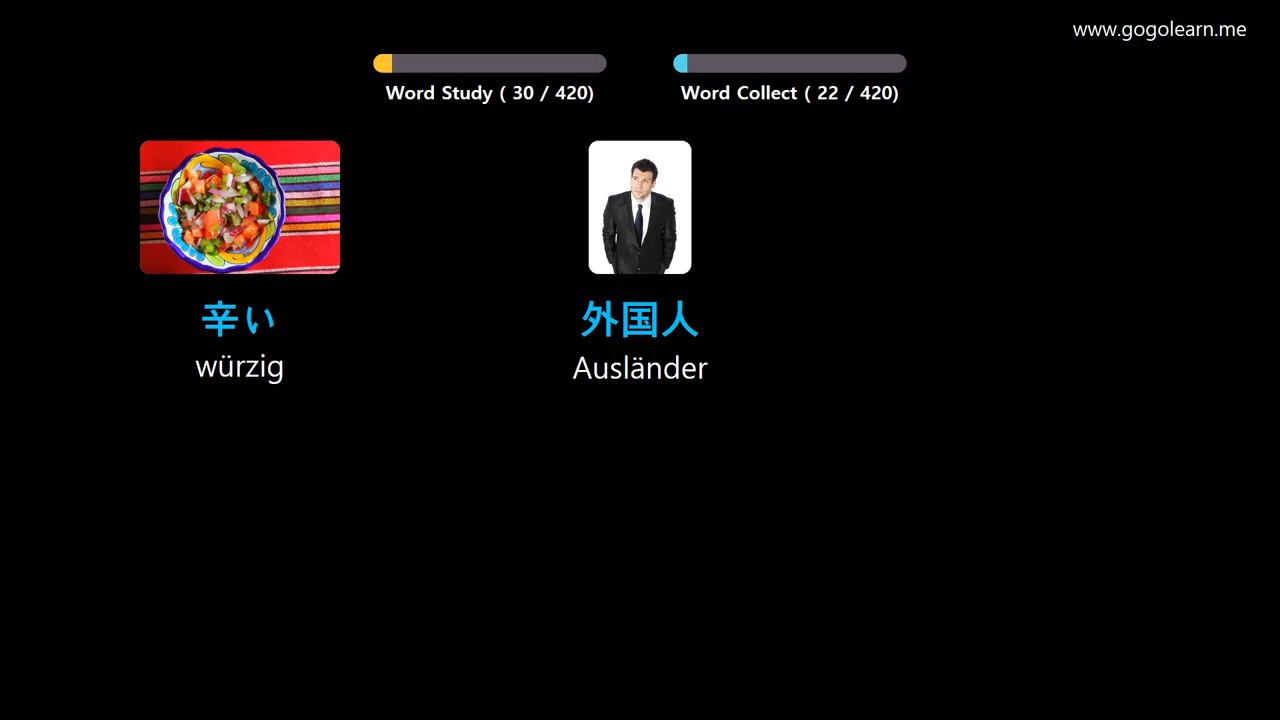 www.gogolearn.me
Word Study ( 30 / 420)
Word Collect ( 22 / 420)
辛い
würzig
外国人
Ausländer